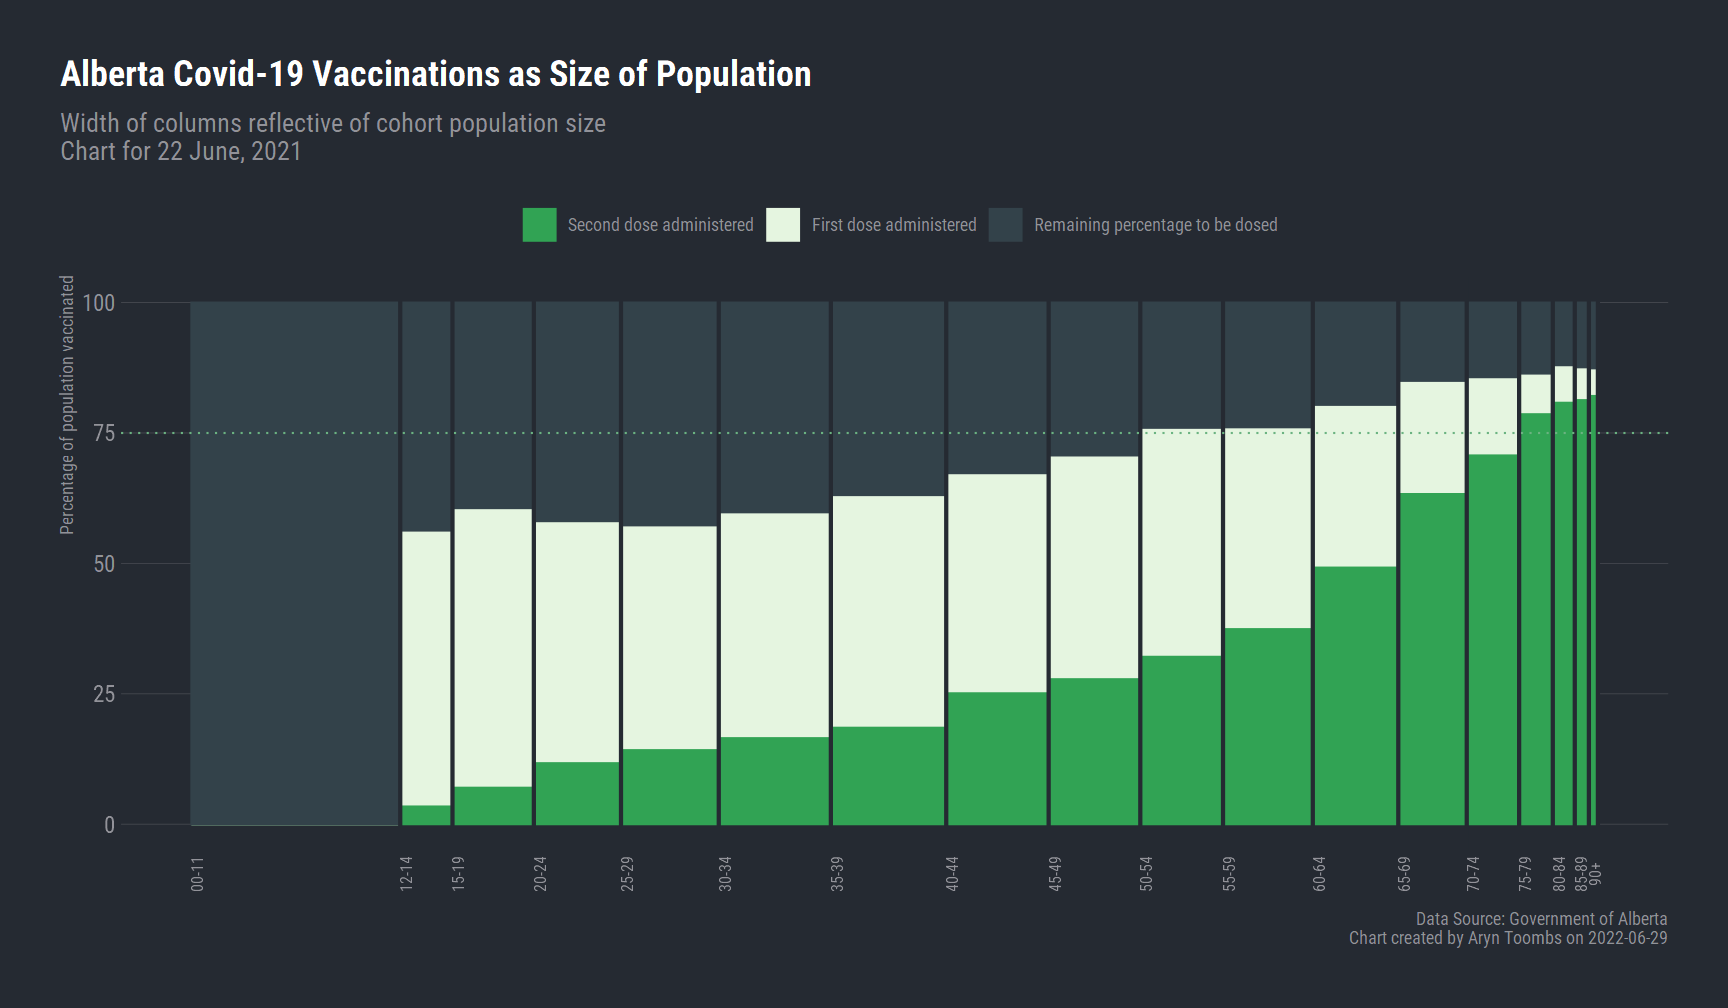 Alberta Covid-19 Vaccinations as Size of Population
Width of columns reflective of cohort population size
Chart for 22 June, 2021
Second dose administered
First dose administered
Remaining percentage to be dosed
Percentage of population vaccinated
100
75
50
25
0
00-11
12-14
15-19
20-24
25-29
30-34
35-39
40-44
45-49
50-54
55-59
60-64
65-69
70-74
75-79
80-84
85-89
90+
Data Source: Government of Alberta
Chart created by Aryn Toombs on 2022-06-29